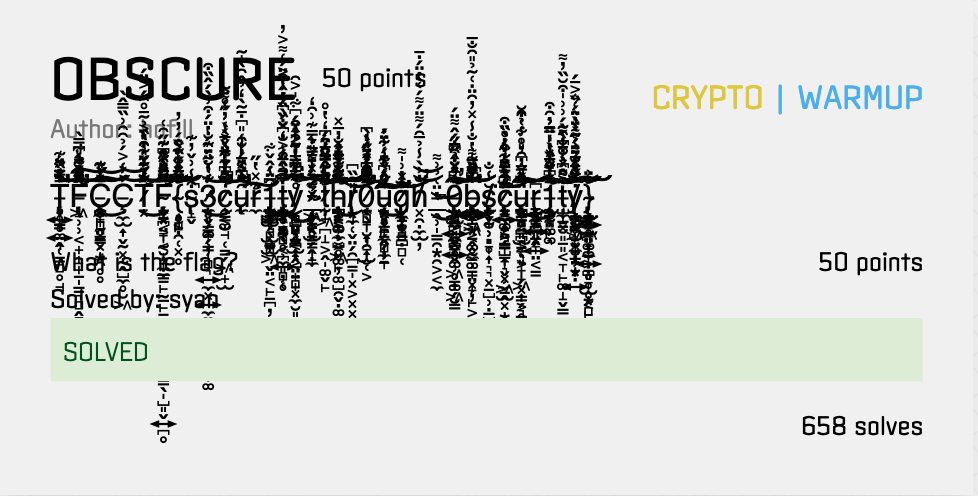 OBSCURE 50 points
CRYPTO | WARMUP
Author: hofill
TFCCTF{s3cur1ty_thr0ugh_0bscur1ty}
What is the flag? 50 points
Solved by: syan
SOLVED
658 solves